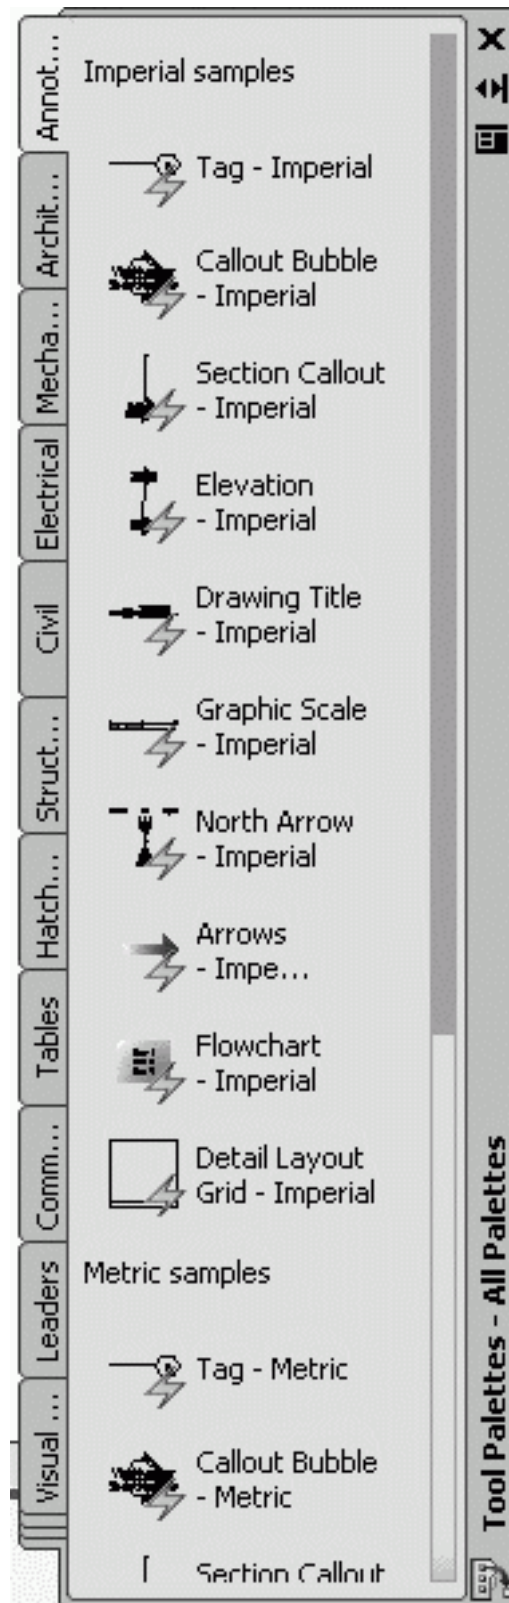 Annot...
Archit...
Mecha...
Electrical
Civil
Struct...
Hatch...
Tables
Comm...
Leaders
Visual ...
Imperial samples
Tag - Imperial
Callout Bubble
- Imperial
Section Callout
- Imperial
Elevation
- Imperial
Drawing Title
- Imperial
Graphic Scale
- Imperial
North Arrow
- Imperial
Arrows
- Impe...
Flowchart
- Imperial
Detail Layout
Grid - Imperial
Metric samples
Tag - Metric
Callout Bubble
- Metric
Section Callout
Tool Palettes - All Palettes